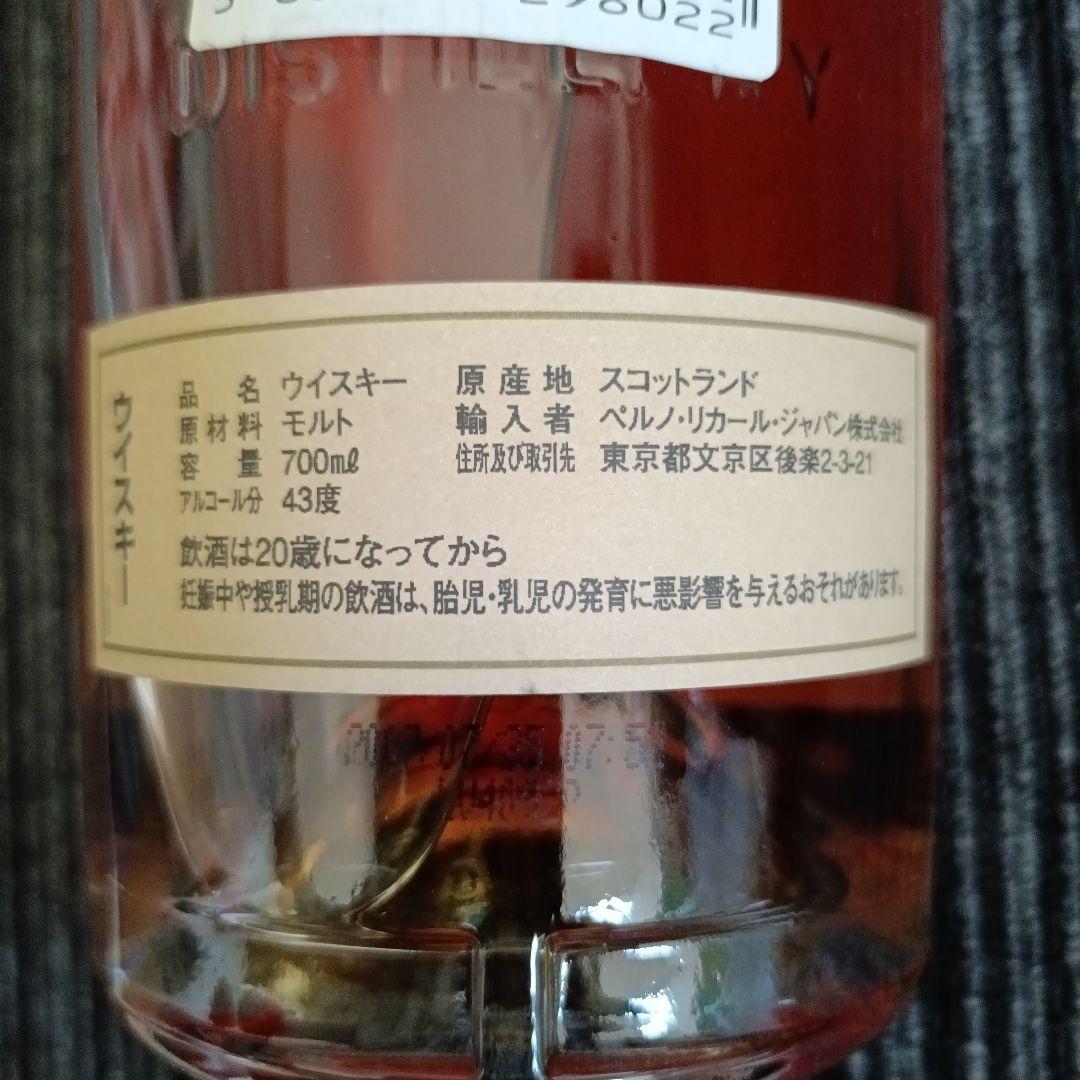 298022
DISTILLERY
ウイスキー
品名 ウイスキー
原材料 モルト
容量 700mℓ
アルコール分 43度
原産地 スコットランド
輸入者 ペルノ・リカール・ジャパン株式会社
住所及び取引先 東京都文京区後楽2-3-21
飲酒は20歳になってから
妊娠中や授乳期の飲酒は、胎児・乳児の発育に悪影響を与えるおそれがあります。